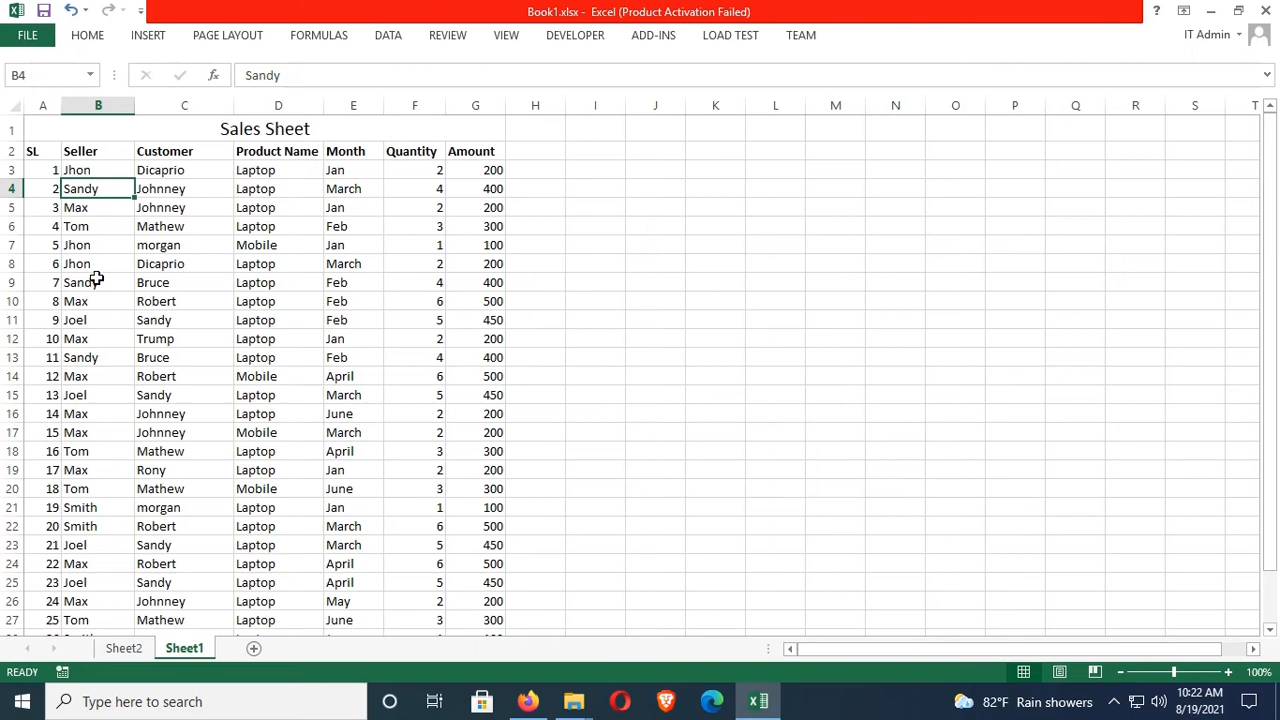 Book1.xlsx - Excel (Product Activation Failed)
?
FILE HOME INSERT PAGE LAYOUT FORMULAS DATA REVIEW VIEW DEVELOPER ADD-INS LOAD TEST TEAM IT Admin
B4 fx Sandy
A B C D E F G H I J K L M N O P Q R S T
1 Sales Sheet
2 SL Seller Customer Product Name Month Quantity Amount
3 1 Jhon Dicaprio Laptop Jan 2 200
4 2 Sandy Johnney Laptop March 4 400
5 3 Max Johnney Laptop Jan 2 200
6 4 Tom Mathew Laptop Feb 3 300
7 5 Jhon morgan Mobile Jan 1 100
8 6 Jhon Dicaprio Laptop March 2 200
9 7 Sandy Bruce Laptop Feb 4 400
10 8 Max Robert Laptop Feb 6 500
11 9 Joel Sandy Laptop Feb 5 450
12 10 Max Trump Laptop Jan 2 200
13 11 Sandy Bruce Laptop Feb 4 400
14 12 Max Robert Mobile April 6 500
15 13 Joel Sandy Laptop March 5 450
16 14 Max Johnney Laptop June 2 200
17 15 Max Johnney Mobile March 2 200
18 16 Tom Mathew Laptop April 3 300
19 17 Max Rony Laptop Jan 2 200
20 18 Tom Mathew Mobile June 3 300
21 19 Smith morgan Laptop Jan 1 100
22 20 Smith Robert Laptop March 6 500
23 21 Joel Sandy Laptop March 5 450
24 22 Max Robert Laptop April 6 500
25 23 Joel Sandy Laptop April 5 450
26 24 Max Johnney Laptop May 2 200
27 25 Tom Mathew Laptop June 3 300
Sheet2 Sheet1
READY 100%
Type here to search 82°F Rain showers 10:22 AM
8/19/2021